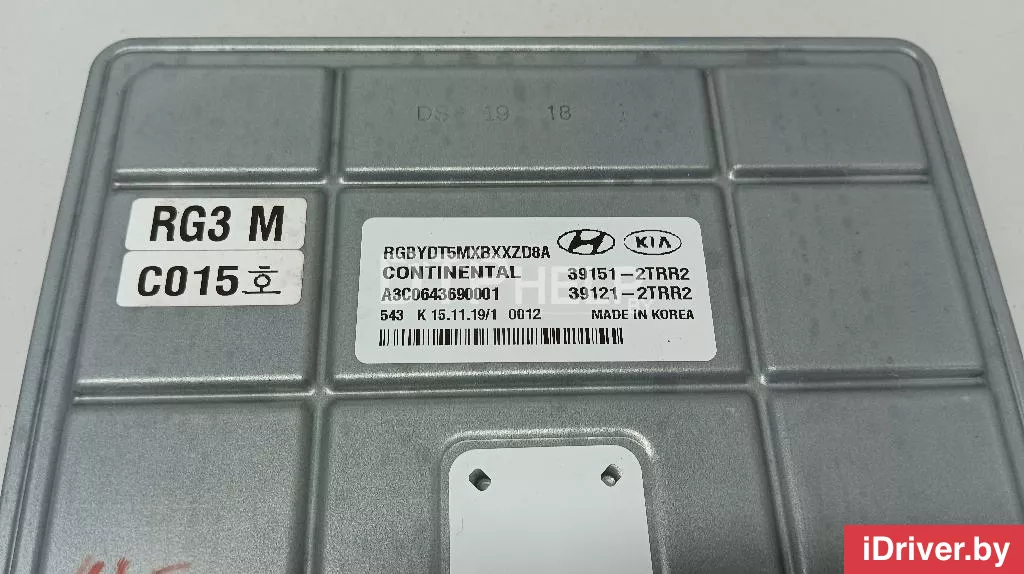 DS 19 18
RG3 M
C015호
RGBYDT5MXBXXZD8A
HYUNDAI KIA
CONTINENTAL 39151-2TRR2
A3C0643690001 39121-2TRR2
543 K 15.11.19/1 0012 MADE IN KOREA
iDriver.by